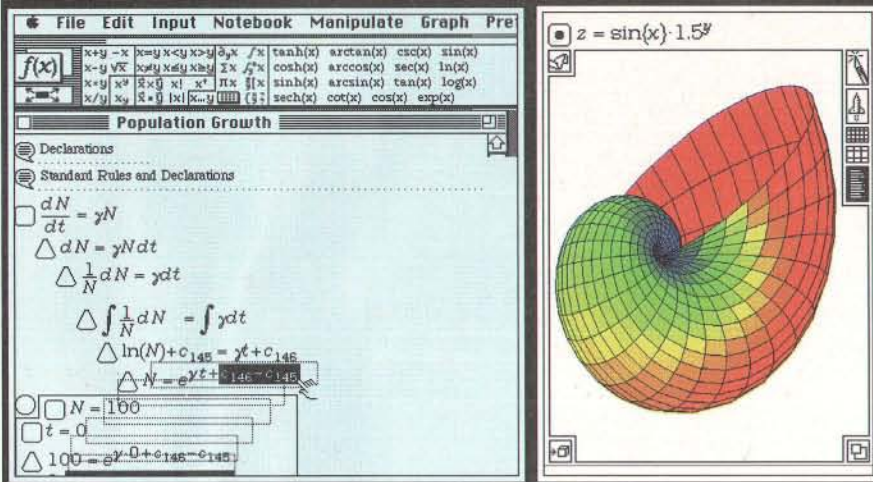 File Edit Input Notebook Manipulate Graph Pre
f(x)
x+y -x x=y x<y x>y ∂yx ∫x tanh(x) arctan(x) csc(x) sin(x)
x-y √x x≠y x≤y x≥y Σx cosh(x) arccos(x) sec(x) ln(x)
x•y x^y x! Πx sinh(x) arcsin(x) tan(x) log(x)
x/y x_y |x| x...y sech(x) cot(x) cos(x) exp(x)
Population Growth
Declarations
Standard Rules and Declarations
dN/dt = γN
dN = γNdt
1/N dN = γdt
∫ 1/N dN = ∫ γdt
ln(N)+c₁₄₅ = γt+c₁₄₆
N = e^γt+c₁₄₆-c₁₄₅
N = 100
t = 0
100 = e^γ·0+c₁₄₆-c₁₄₅
z = sin{x}·1.5^y